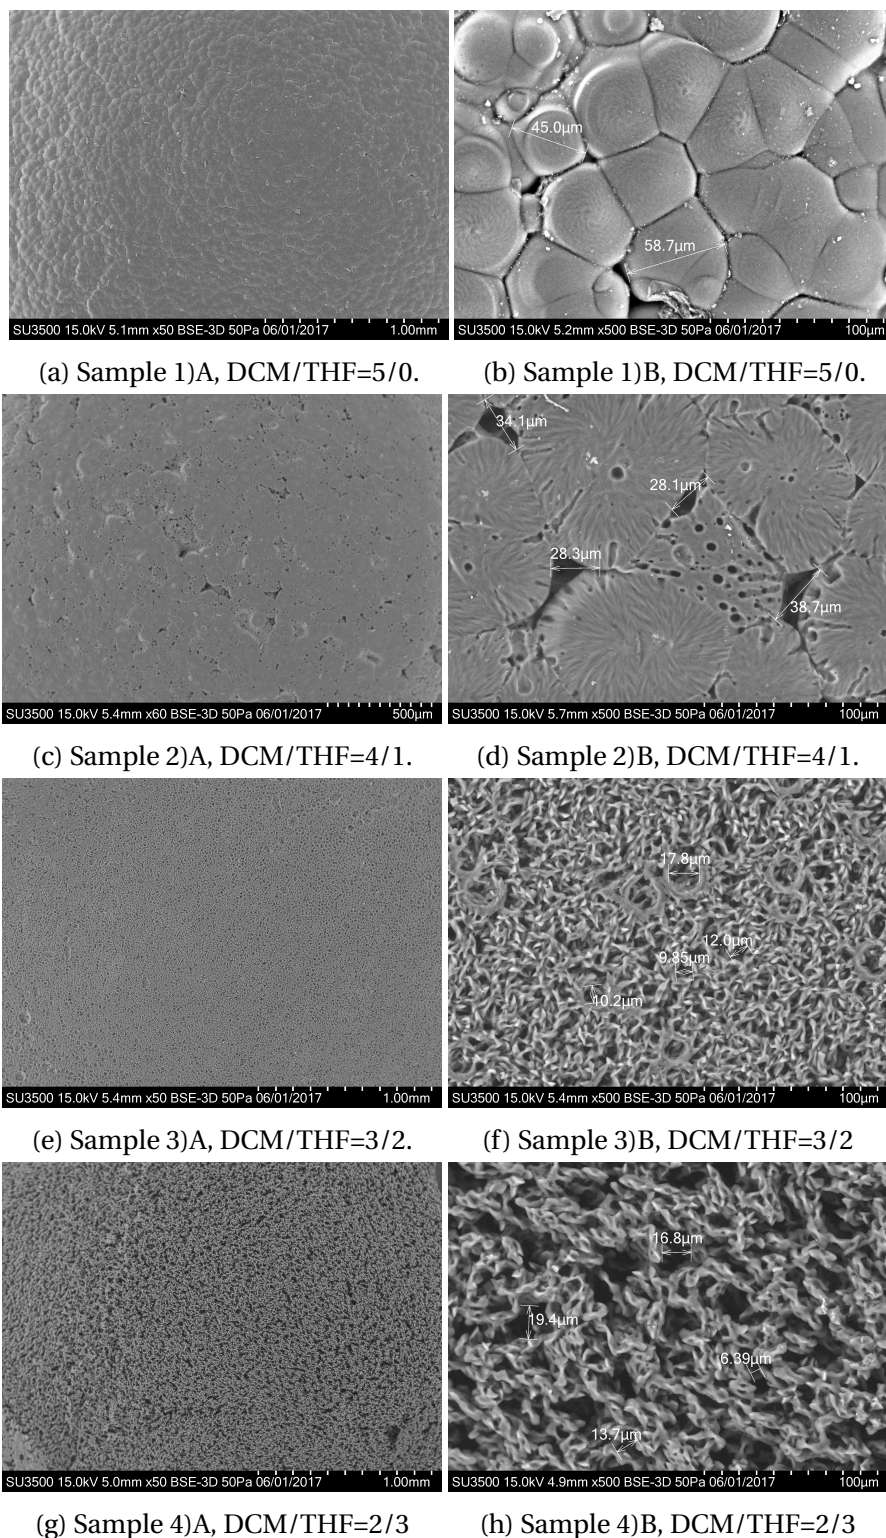 45.0µm
58.7µm
SU3500 15.0kV 5.1mm x50 BSE-3D 50Pa 06/01/2017 1.00mm
SU3500 15.0kV 5.2mm x500 BSE-3D 50Pa 06/01/2017 100µm
(a) Sample 1)A, DCM/THF=5/0.
(b) Sample 1)B, DCM/THF=5/0.
34.1µm
28.1µm
28.3µm
38.7µm
SU3500 15.0kV 5.4mm x60 BSE-3D 50Pa 06/01/2017 500µm
SU3500 15.0kV 5.7mm x500 BSE-3D 50Pa 06/01/2017 100µm
(c) Sample 2)A, DCM/THF=4/1.
(d) Sample 2)B, DCM/THF=4/1.
17.8µm
12.0µm
9.85µm
10.2µm
SU3500 15.0kV 5.4mm x50 BSE-3D 50Pa 06/01/2017 1.00mm
SU3500 15.0kV 5.4mm x500 BSE-3D 50Pa 06/01/2017 100µm
(e) Sample 3)A, DCM/THF=3/2.
(f) Sample 3)B, DCM/THF=3/2
16.8µm
19.4µm
6.39µm
13.7µm
SU3500 15.0kV 5.0mm x50 BSE-3D 50Pa 06/01/2017 1.00mm
SU3500 15.0kV 4.9mm x500 BSE-3D 50Pa 06/01/2017 100µm
(g) Sample 4)A, DCM/THF=2/3
(h) Sample 4)B, DCM/THF=2/3